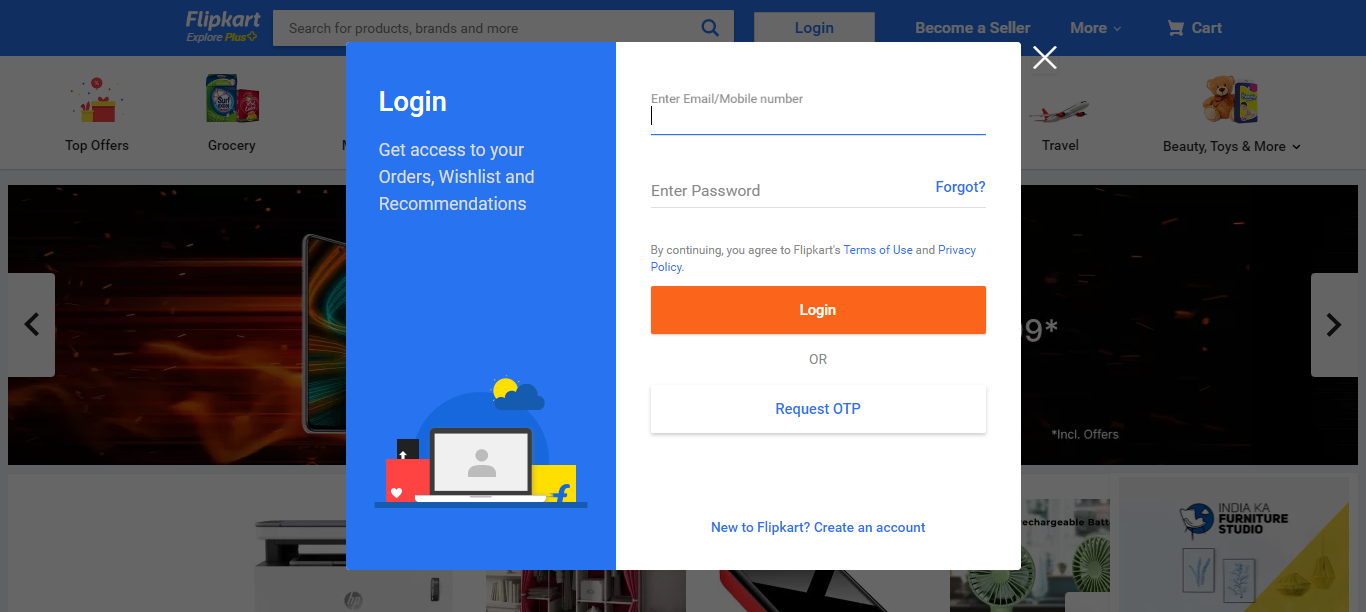 Flipkart
Explore Plus
Search for products, brands and more
Login
Become a Seller
More
Cart
Top Offers
Grocery
Travel
Beauty, Toys & More
Login
Get access to your
Orders, Wishlist and
Recommendations
Enter Email/Mobile number
Enter Password
Forgot?
By continuing, you agree to Flipkart's Terms of Use and Privacy
Policy.
Login
OR
Request OTP
New to Flipkart? Create an account
9*
*Incl. Offers
hp
INDIA KA
FURNITURE
STUDIO